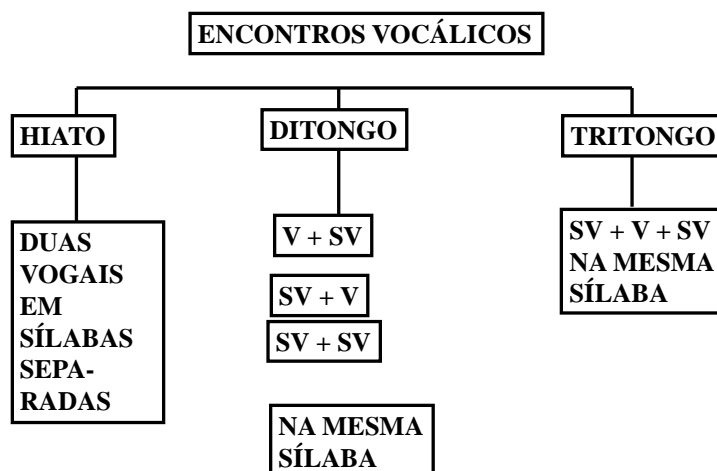 ENCONTROS VOCÁLICOS
HIATO
DUAS
VOGAIS
EM
SÍLABAS
SEPA-
RADAS
DITONGO
V + SV
SV + V
SV + SV
NA MESMA
SÍLABA
TRITONGO
SV + V + SV
NA MESMA
SÍLABA